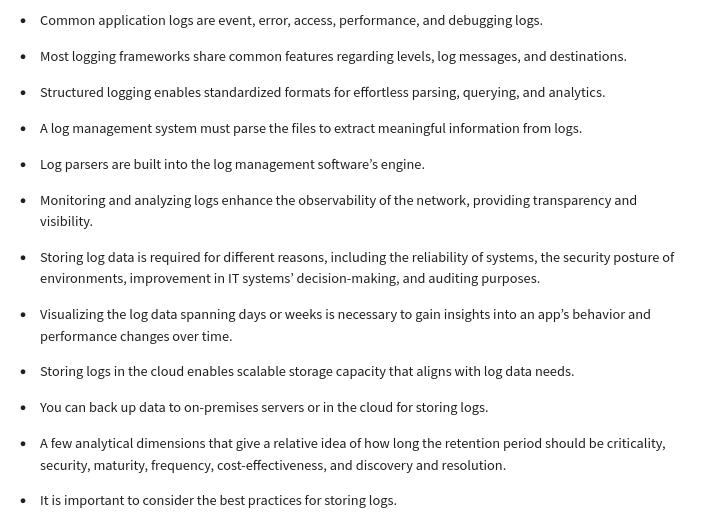 • Common application logs are event, error, access, performance, and debugging logs.
• Most logging frameworks share common features regarding levels, log messages, and destinations.
• Structured logging enables standardized formats for effortless parsing, querying, and analytics.
• A log management system must parse the files to extract meaningful information from logs.
• Log parsers are built into the log management software’s engine.
• Monitoring and analyzing logs enhance the observability of the network, providing transparency and
visibility.
• Storing log data is required for different reasons, including the reliability of systems, the security posture of
environments, improvement in IT systems’ decision-making, and auditing purposes.
• Visualizing the log data spanning days or weeks is necessary to gain insights into an app’s behavior and
performance changes over time.
• Storing logs in the cloud enables scalable storage capacity that aligns with log data needs.
• You can back up data to on-premises servers or in the cloud for storing logs.
• A few analytical dimensions that give a relative idea of how long the retention period should be criticality,
security, maturity, frequency, cost-effectiveness, and discovery and resolution.
• It is important to consider the best practices for storing logs.